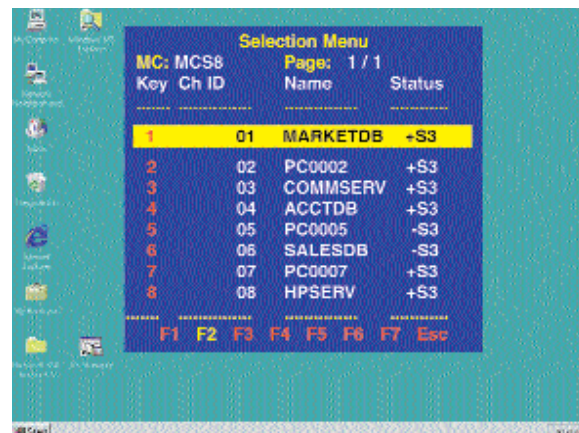 Selection Menu
MC: MCS8 Page: 1 / 1
Key Ch ID Name Status
1 01 MARKETDB +S3
2 02 PC0002 +S3
3 03 COMMSERV +S3
4 04 ACCTDB +S3
5 05 PC0005 -S3
6 06 SALESDB -S3
7 07 PC0007 +S3
8 08 HPSERV +S3
F1 F2 F3 F4 F5 F6 F7 Esc
Start